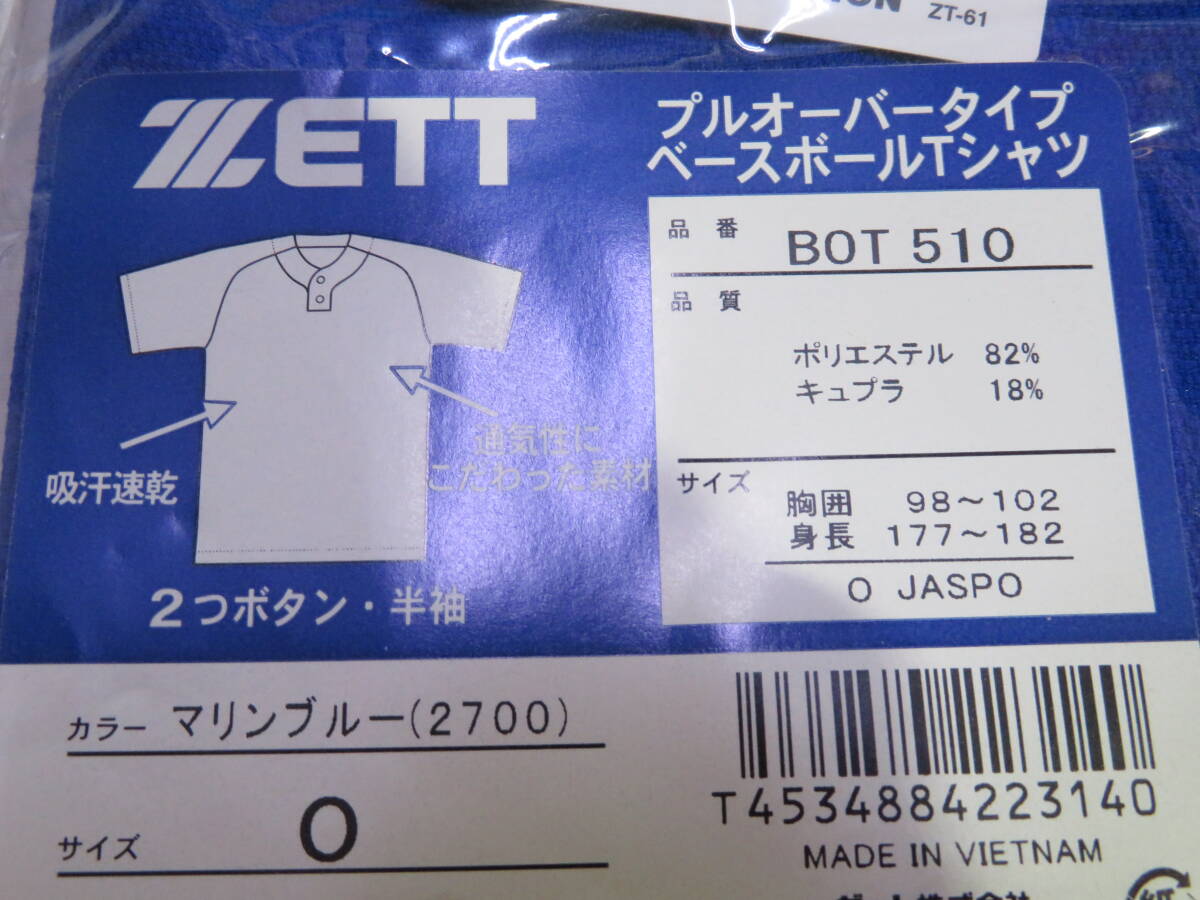 ZT-61
ZETT
プルオーバータイプ
ベースボールTシャツ
品番 BOT 510
品質
ポリエステル 82%
キュプラ 18%
サイズ
胸囲 98～102
身長 177～182
O JASPO
吸汗速乾
通気性に
こだわった素材
2つボタン・半袖
カラー マリンブルー(2700)
サイズ O
T4534884223140
MADE IN VIETNAM